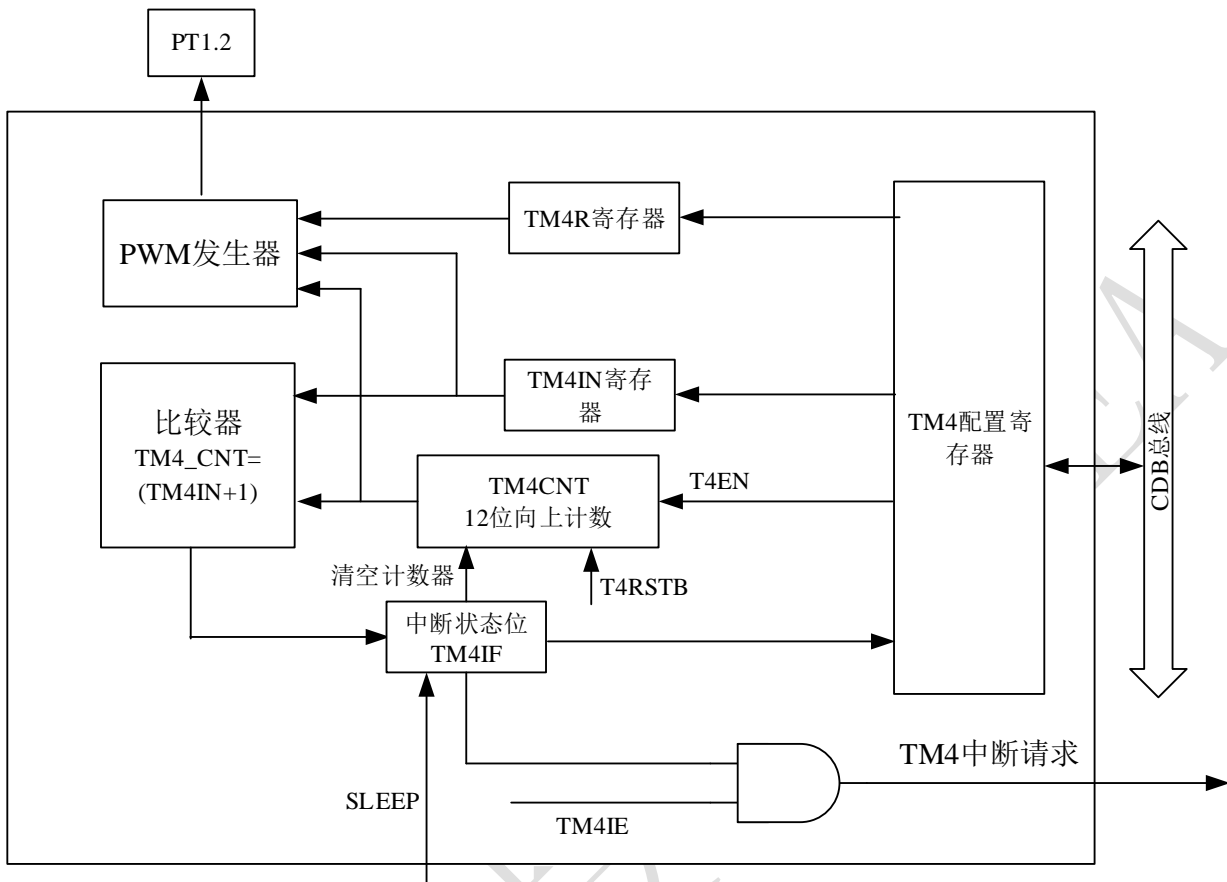 PT1.2
PWM发生器
TM4R寄存器
TM4IN寄存
器
比较器
TM4_CNT=
(TM4IN+1)
TM4CNT
12位向上计数
T4EN
TM4配置寄
存器
CDB总线
清空计数器
T4RSTB
中断状态位
TM4IF
SLEEP
TM4IE
TM4中断请求